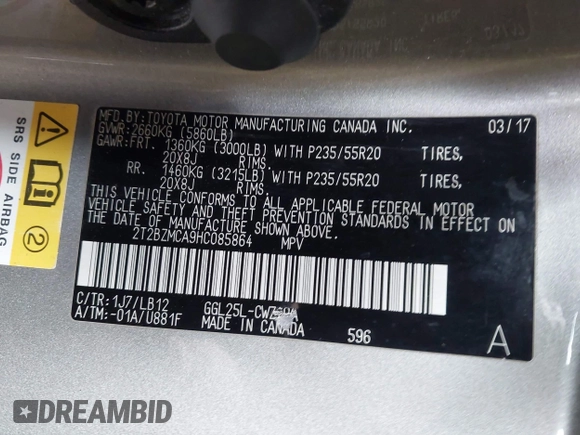 MFD.BY:TOYOTA MOTOR MANUFACTURING CANADA INC. 03/17
GVWR:2660KG (5860LB)
GAWR:FRT. 1360KG (3000LB) WITH P235/55R20 TIRES,
20X8J RIMS.
RR. 1460KG (3215LB) WITH P235/55R20 TIRES,
20X8J RIMS.
THIS VEHICLE CONFORMS TO ALL APPLICABLE FEDERAL MOTOR
VEHICLE SAFETY AND THEFT PREVENTION STANDARDS IN EFFECT
ON THE DATE OF MANUFACTURE SHOWN ABOVE.
2T2BZMCA9HC085864 MPV
C/TR:1J7/LB12
A/TM:-01A/U881F
MADE IN CANADA 596 A
SRS SIDE AIRBAG
2
DREAMBID